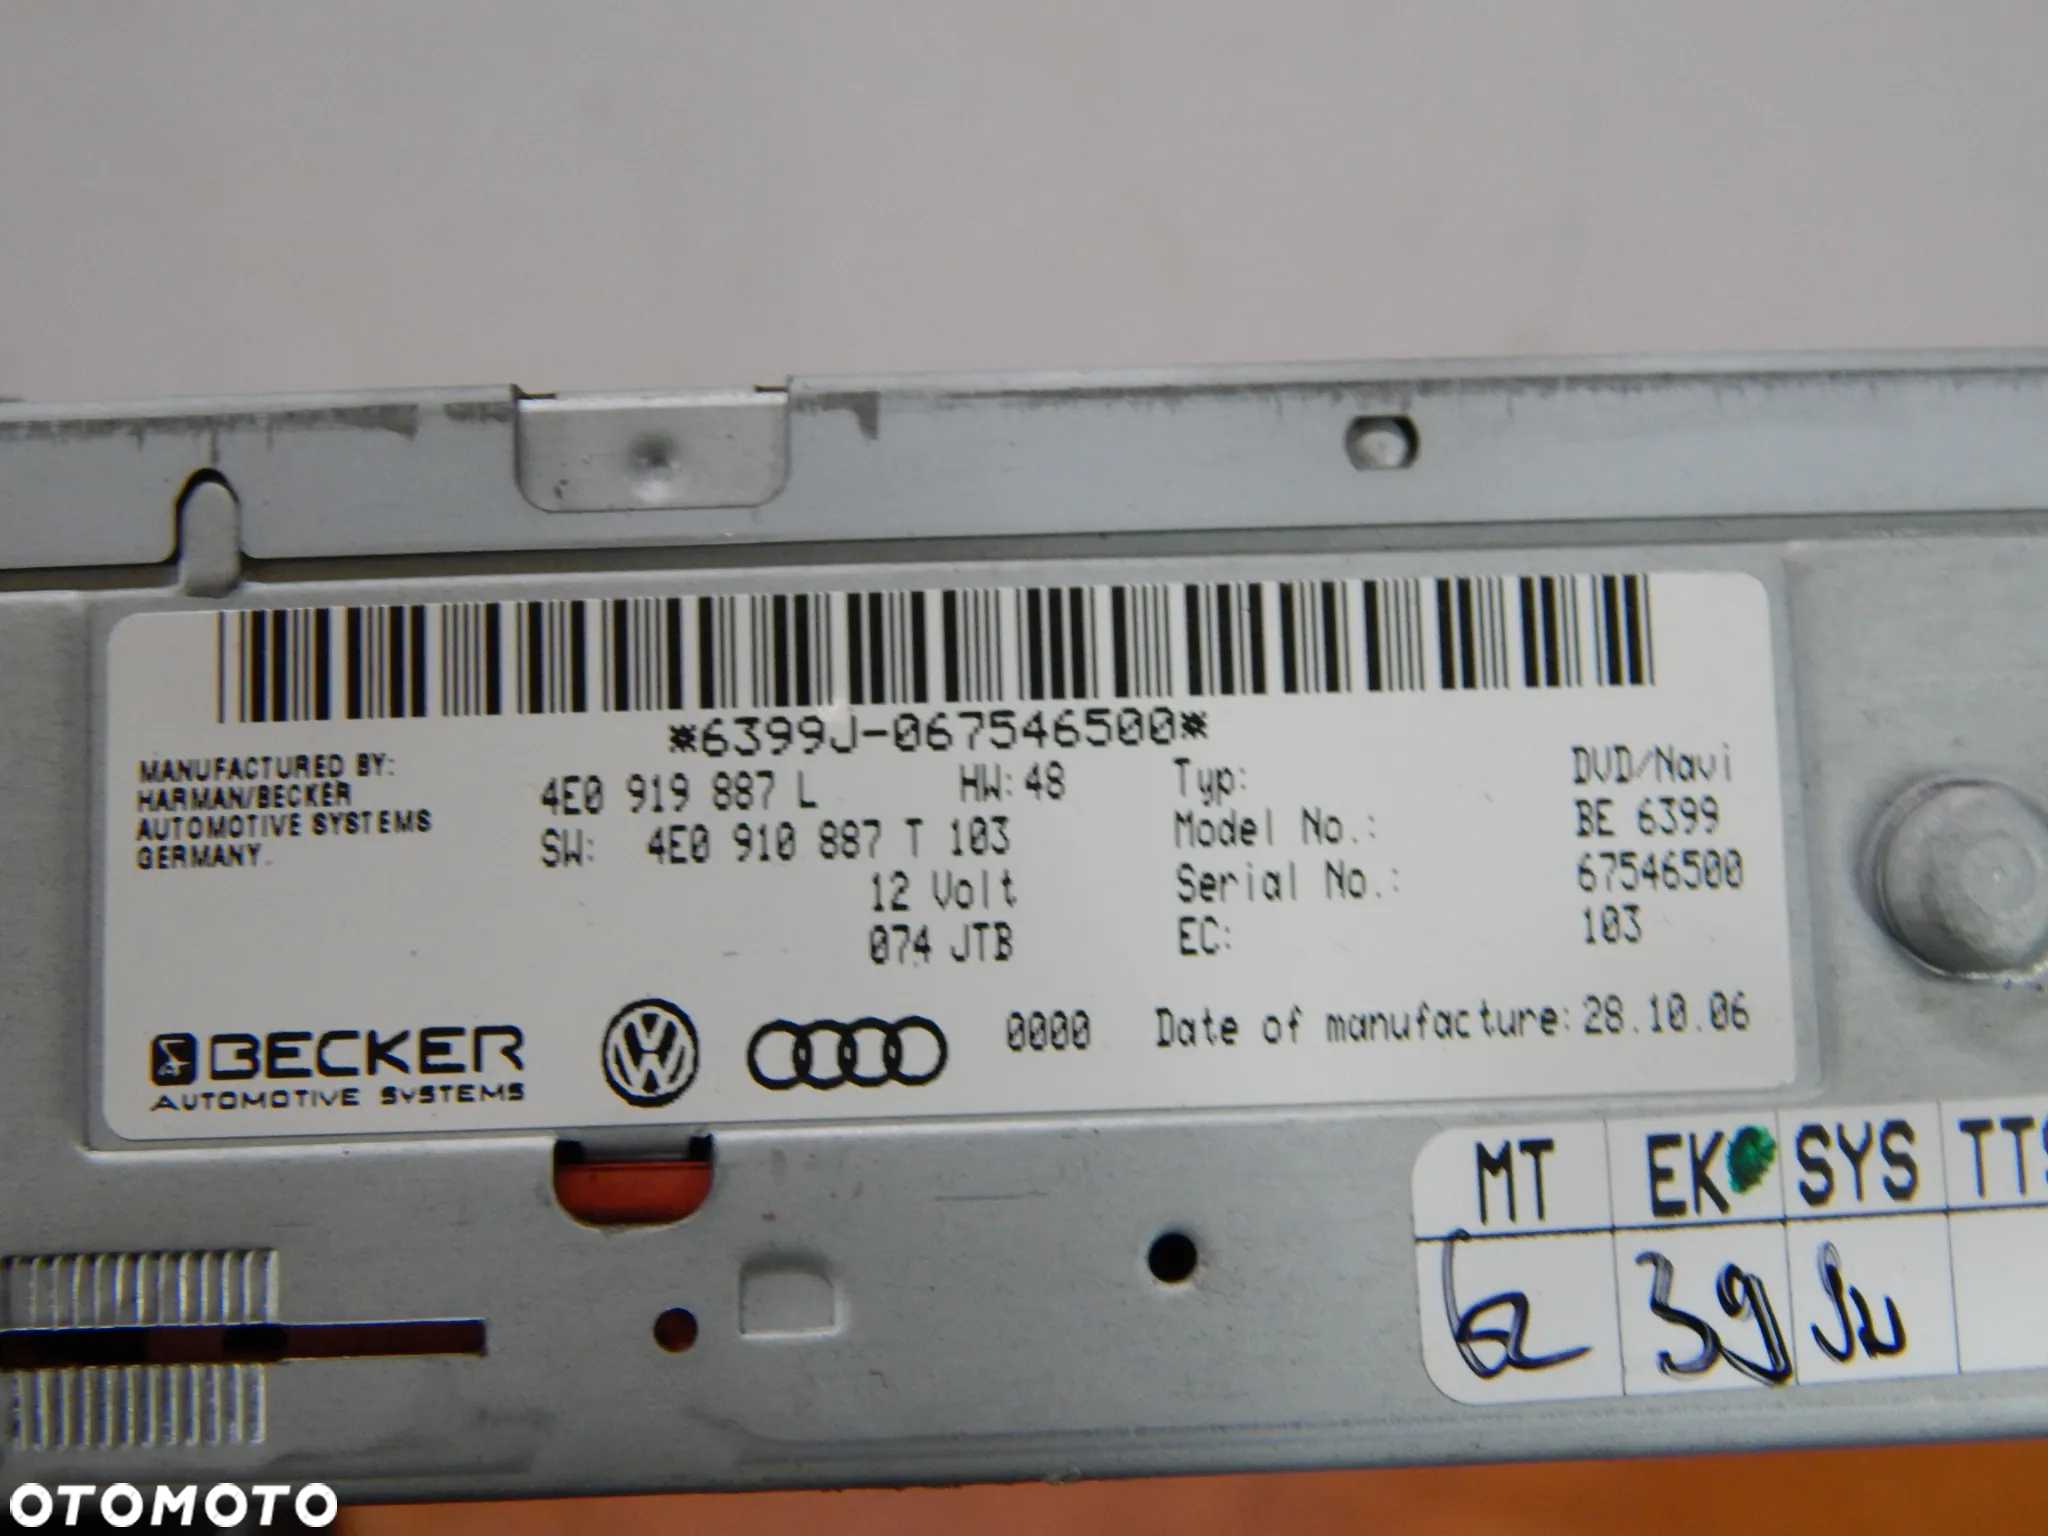 *6399J-067546500*
MANUFACTURED BY:
HARMAN/BECKER
AUTOMOTIVE SYSTEMS
GERMANY.
4E0 919 887 L HW: 48
SW: 4E0 910 887 T 103
12 Volt
074 JTB
Typ: DVD/Navi
Model No.: BE 6399
Serial No.: 67546500
EC: 103
BECKER
AUTOMOTIVE SYSTEMS
0000 Date of manufacture: 28.10.06
MT EK SYS
39
OTOMOTO